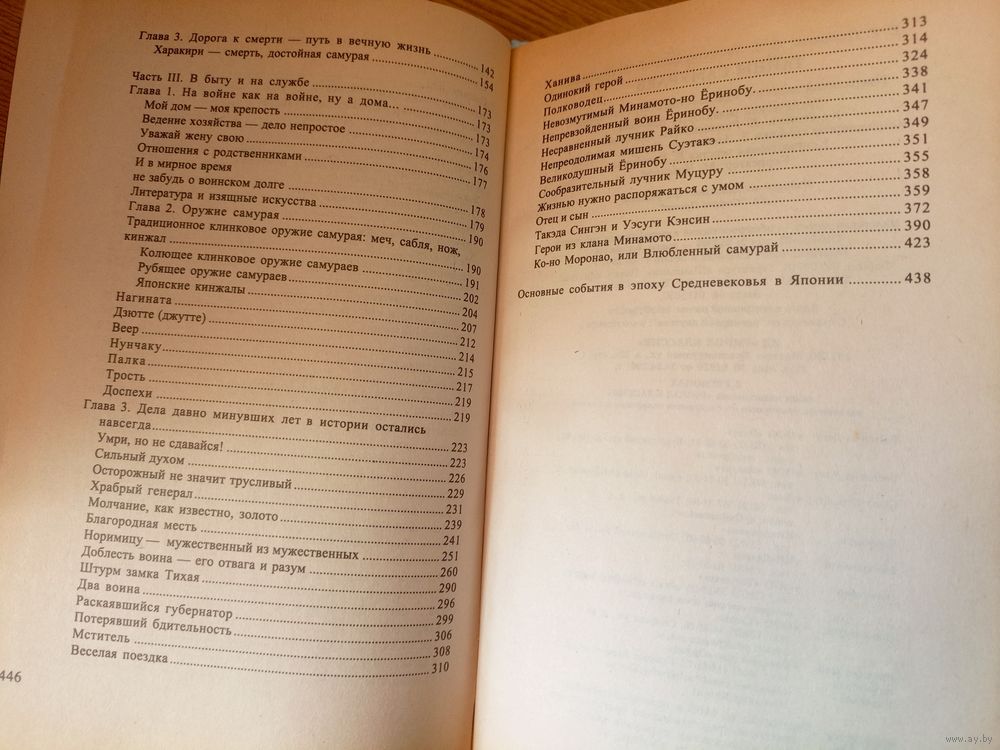 Глава 3. Дорога к смерти — путь в вечную жизнь ........ 142
Харакири — смерть, достойная самурая ........ 154
Часть III. В быту и на службе ........ 173
Глава 1. На войне как на войне, ну а дома... ........ 173
Мой дом — моя крепость ........ 173
Ведение хозяйства — дело непростое ........ 174
Уважай жену свою ........ 176
Отношения с родственниками ........ 177
И в мирное время
не забудь о воинском долге ........ 178
Литература и изящные искусства ........ 179
Глава 2. Оружие самурая ........ 190
Традиционное клинковое оружие самурая: меч, сабля, нож,
кинжал ........ 190
Колющее клинковое оружие самураев ........ 191
Рубящее оружие самураев ........ 202
Японские кинжалы ........ 204
Нагината ........ 207
Дзютте (джутте) ........ 212
Веер ........ 214
Нунчаку ........ 215
Палка ........ 217
Трость ........ 219
Доспехи ........ 219
Глава 3. Дела давно минувших лет в истории остались
навсегда ........ 223
Умри, но не сдавайся! ........ 223
Сильный духом ........ 226
Осторожный не значит трусливый ........ 229
Храбрый генерал ........ 231
Молчание, как известно, золото ........ 239
Благородная месть ........ 241
Норимицу — мужественный из мужественных ........ 251
Доблесть воина — его отвага и разум ........ 260
Штурм замка Тихая ........ 290
Два воина ........ 296
Раскаявшийся губернатор ........ 299
Потерявший бдительность ........ 306
Мститель ........ 308
Веселая поездка ........ 310
446
Ханива ........ 313
Одинокий герой ........ 314
Полководец ........ 324
Невозмутимый Минамото-но Ёринобу ........ 338
Непревзойденный воин Ёринобу ........ 341
Несравненный лучник Райко ........ 347
Непреодолимая мишень Суэтакэ ........ 349
Великодушный Ёринобу ........ 351
Сообразительный лучник Муцуру ........ 355
Жизнью нужно распоряжаться с умом ........ 358
Отец и сын ........ 359
Такэда Сингэн и Уэсуги Кэнсин ........ 372
Герои из клана Минамото ........ 390
Ко-но Моронао, или Влюбленный самурай ........ 423
Основные события в эпоху Средневековья в Японии ........ 438
www.ay.by